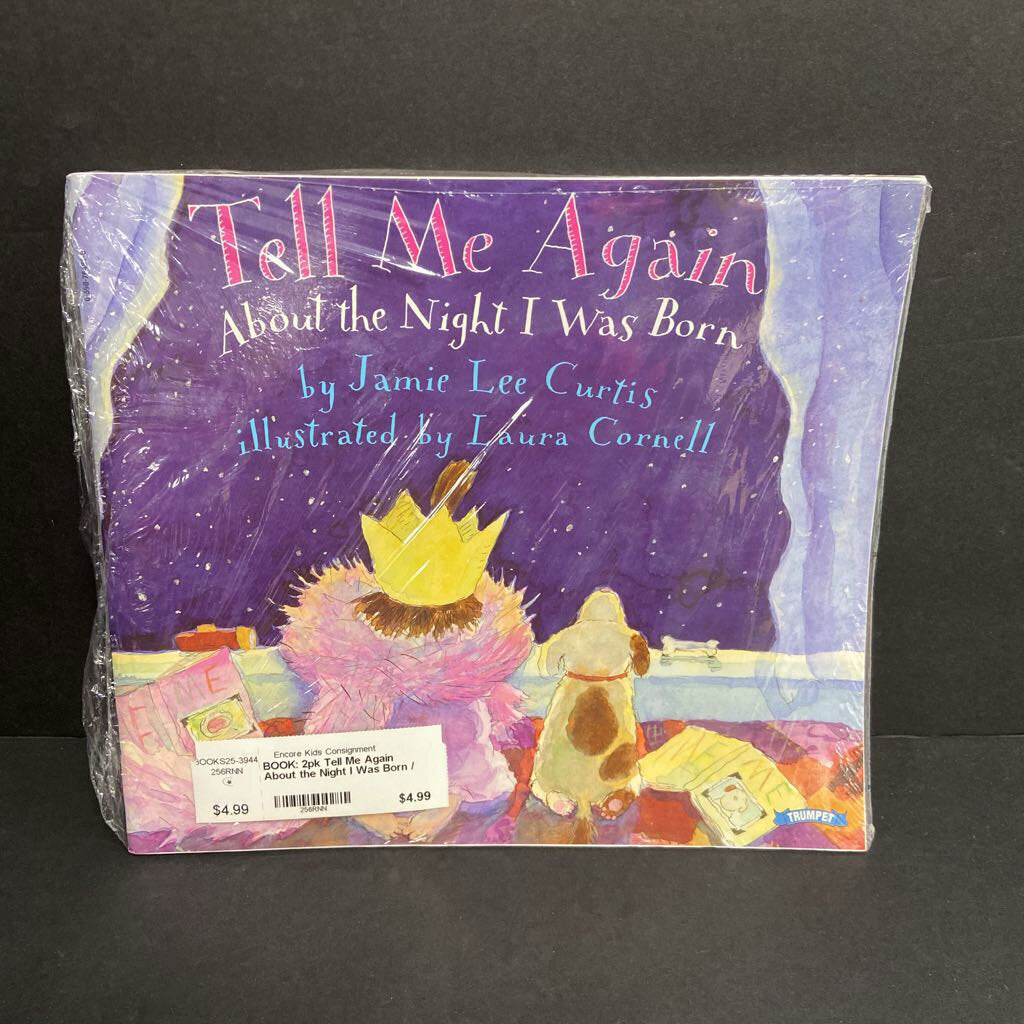 Tell Me Again
About the Night I Was Born
by Jamie Lee Curtis
illustrated by Laura Cornell
ME
Encore Kids Consignment
BOOKS25-3944
256RNN
BOOK: 2pk Tell Me Again
About the Night I Was Born /
$4.99
256RNN
$4.99
TRUMPET